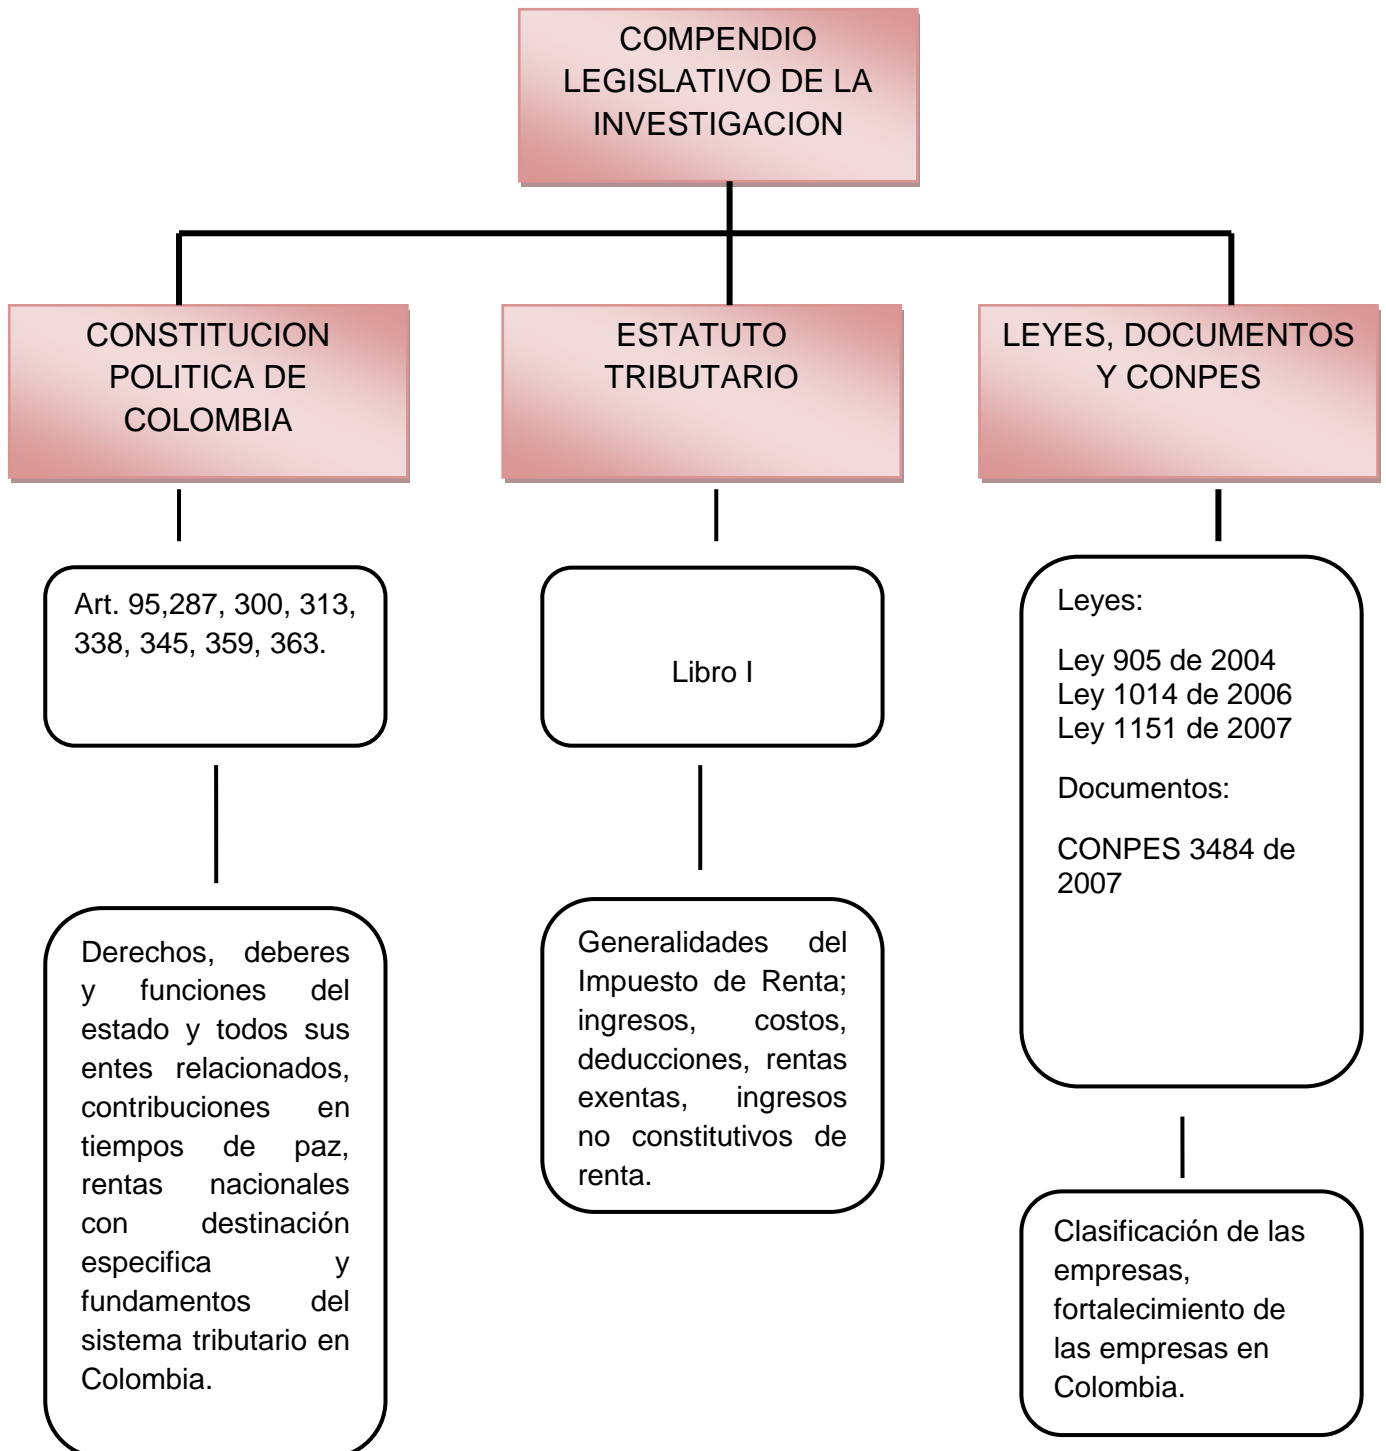 COMPENDIO
LEGISLATIVO DE LA
INVESTIGACION
CONSTITUCION
POLITICA DE
COLOMBIA
ESTATUTO
TRIBUTARIO
LEYES, DOCUMENTOS
Y CONPES
Art. 95,287, 300, 313,
338, 345, 359, 363.
Libro I
Leyes:
Ley 905 de 2004
Ley 1014 de 2006
Ley 1151 de 2007
Documentos:
CONPES 3484 de
2007
Derechos, deberes
y funciones del
estado y todos sus
entes relacionados,
contribuciones en
tiempos de paz,
rentas nacionales
con destinación
especifica y
fundamentos del
sistema tributario en
Colombia.
Generalidades del
Impuesto de Renta;
ingresos, costos,
deducciones, rentas
exentas, ingresos
no constitutivos de
renta.
Clasificación de las
empresas,
fortalecimiento de
las empresas en
Colombia.